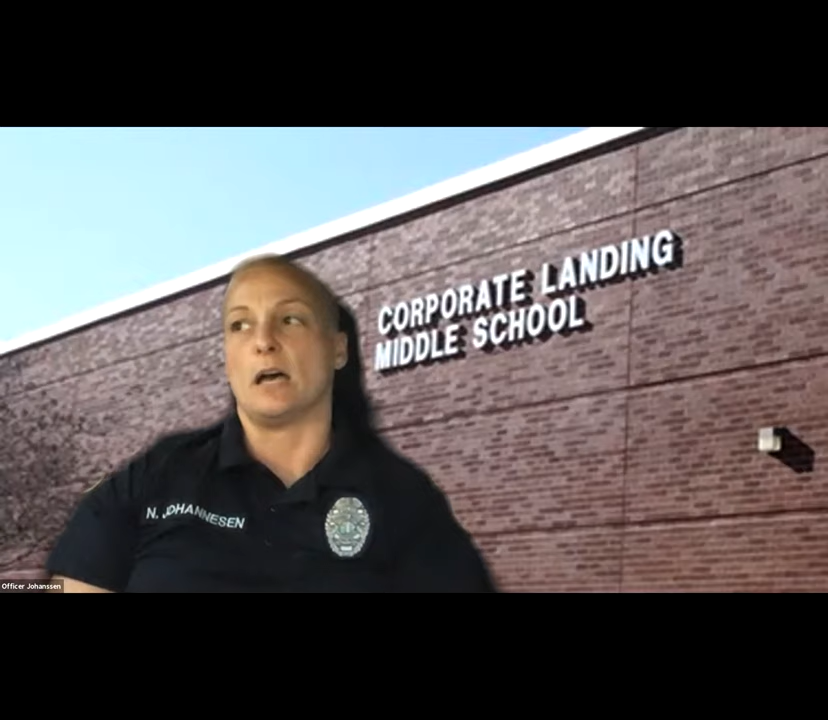 CORPORATE LANDING
MIDDLE SCHOOL
N. JOHANNESEN
Officer Johanssen